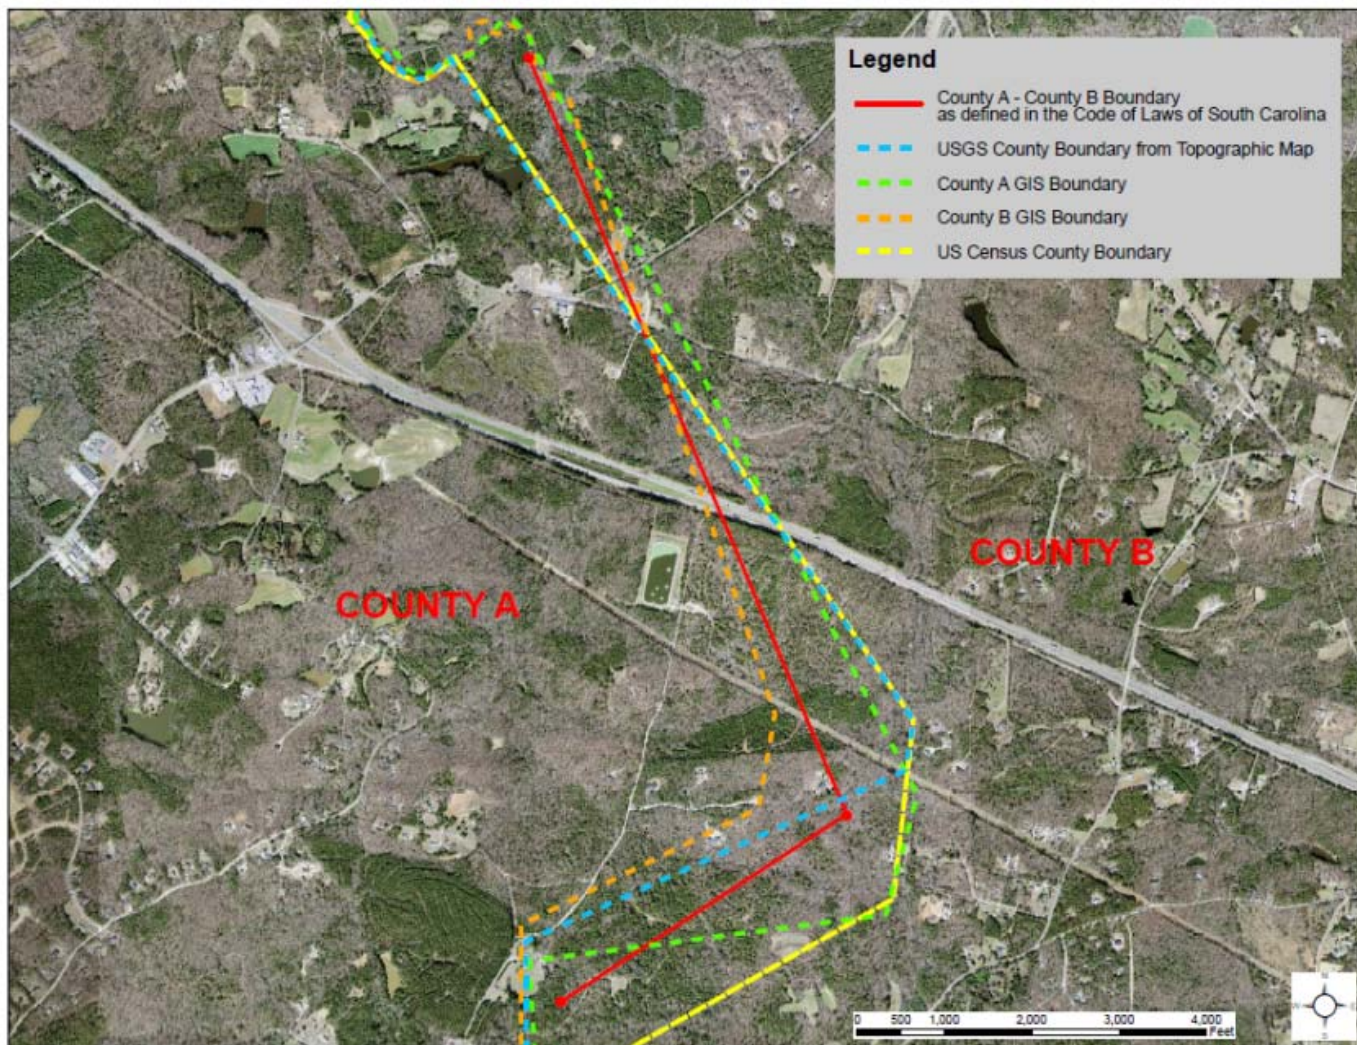 Legend
County A - County B Boundary
as defined in the Code of Laws of South Carolina
USGS County Boundary from Topographic Map
County A GIS Boundary
County B GIS Boundary
US Census County Boundary
COUNTY B
COUNTY A
0 500 1,000 2,000 3,000 4,000
Feet
N
W E
S